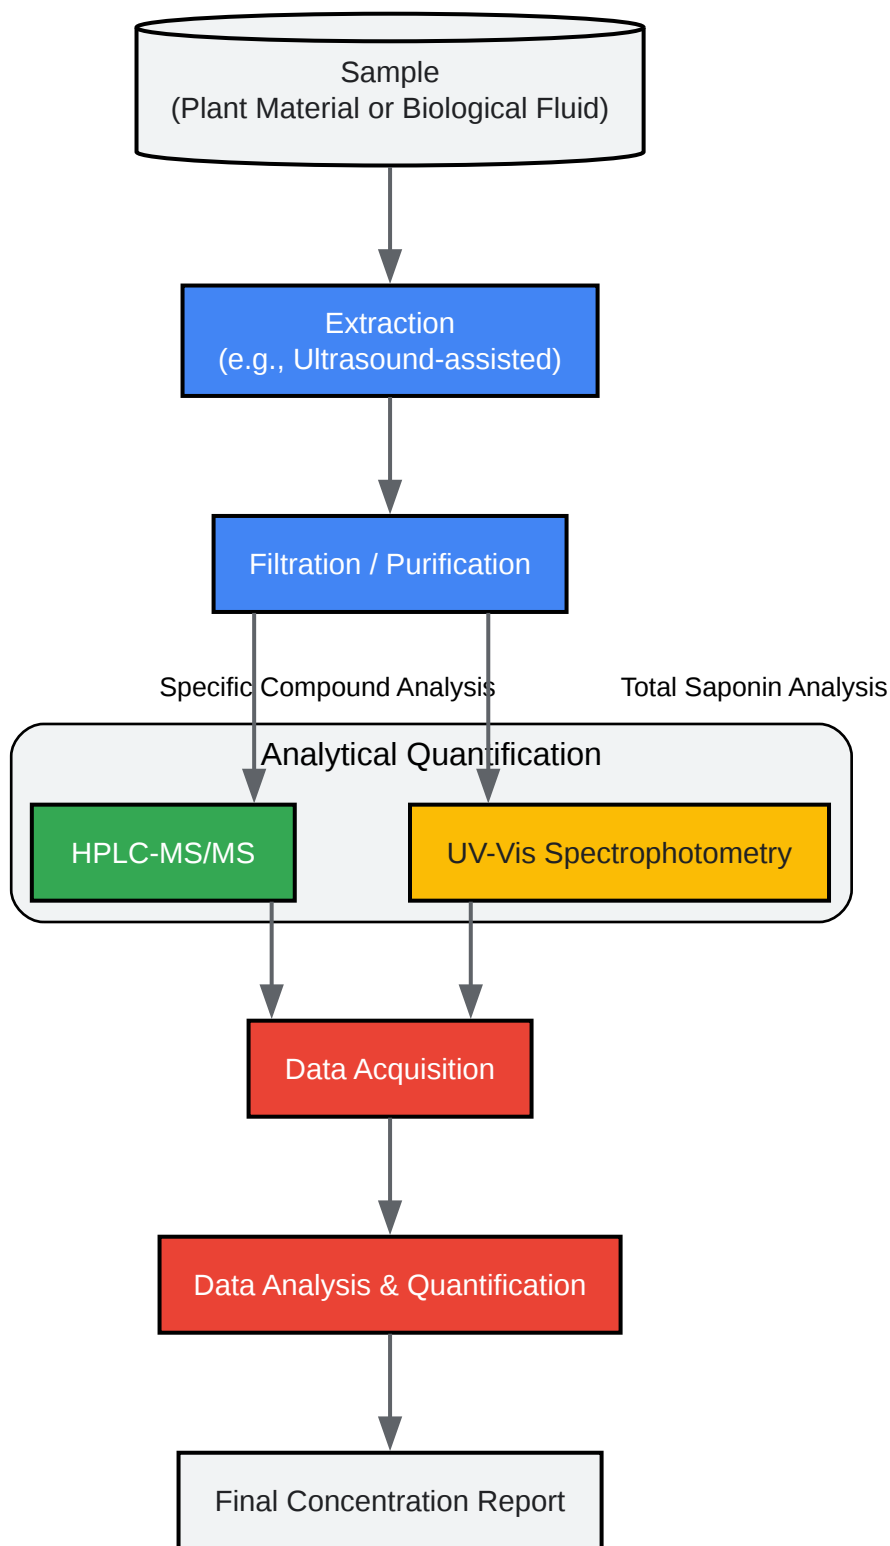 Sample
(Plant Material or Biological Fluid)
Extraction
(e.g., Ultrasound-assisted)
Filtration / Purification
Specific Compound Analysis
Total Saponin Analysis
Analytical Quantification
HPLC-MS/MS
UV-Vis Spectrophotometry
Data Acquisition
Data Analysis & Quantification
Final Concentration Report